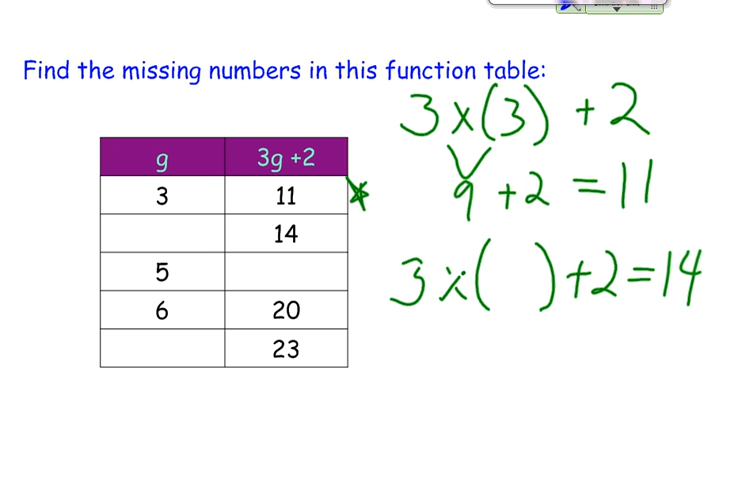 Find the missing numbers in this function table:
3 x (3) + 2
g 3g +2
9 + 2 = 11
3 11
14
3 x ( ) + 2 = 14
5
6 20
23